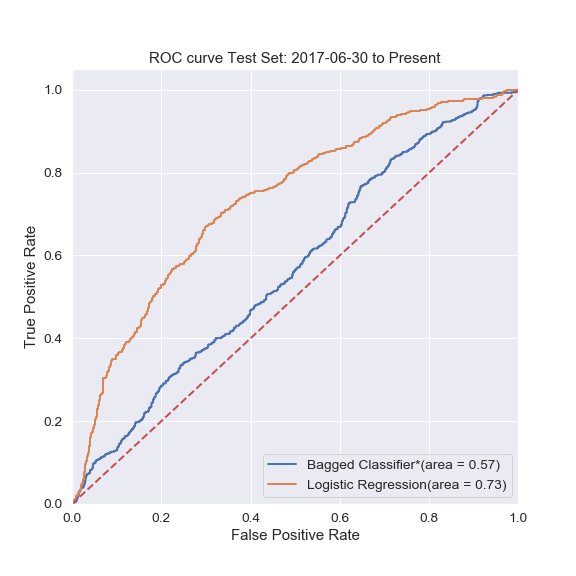 ROC curve Test Set: 2017-06-30 to Present
1.0
0.8
0.6
0.4
0.2
0.0
True Positive Rate
Bagged Classifier*(area = 0.57)
Logistic Regression(area = 0.73)
0.0 0.2 0.4 0.6 0.8 1.0
False Positive Rate